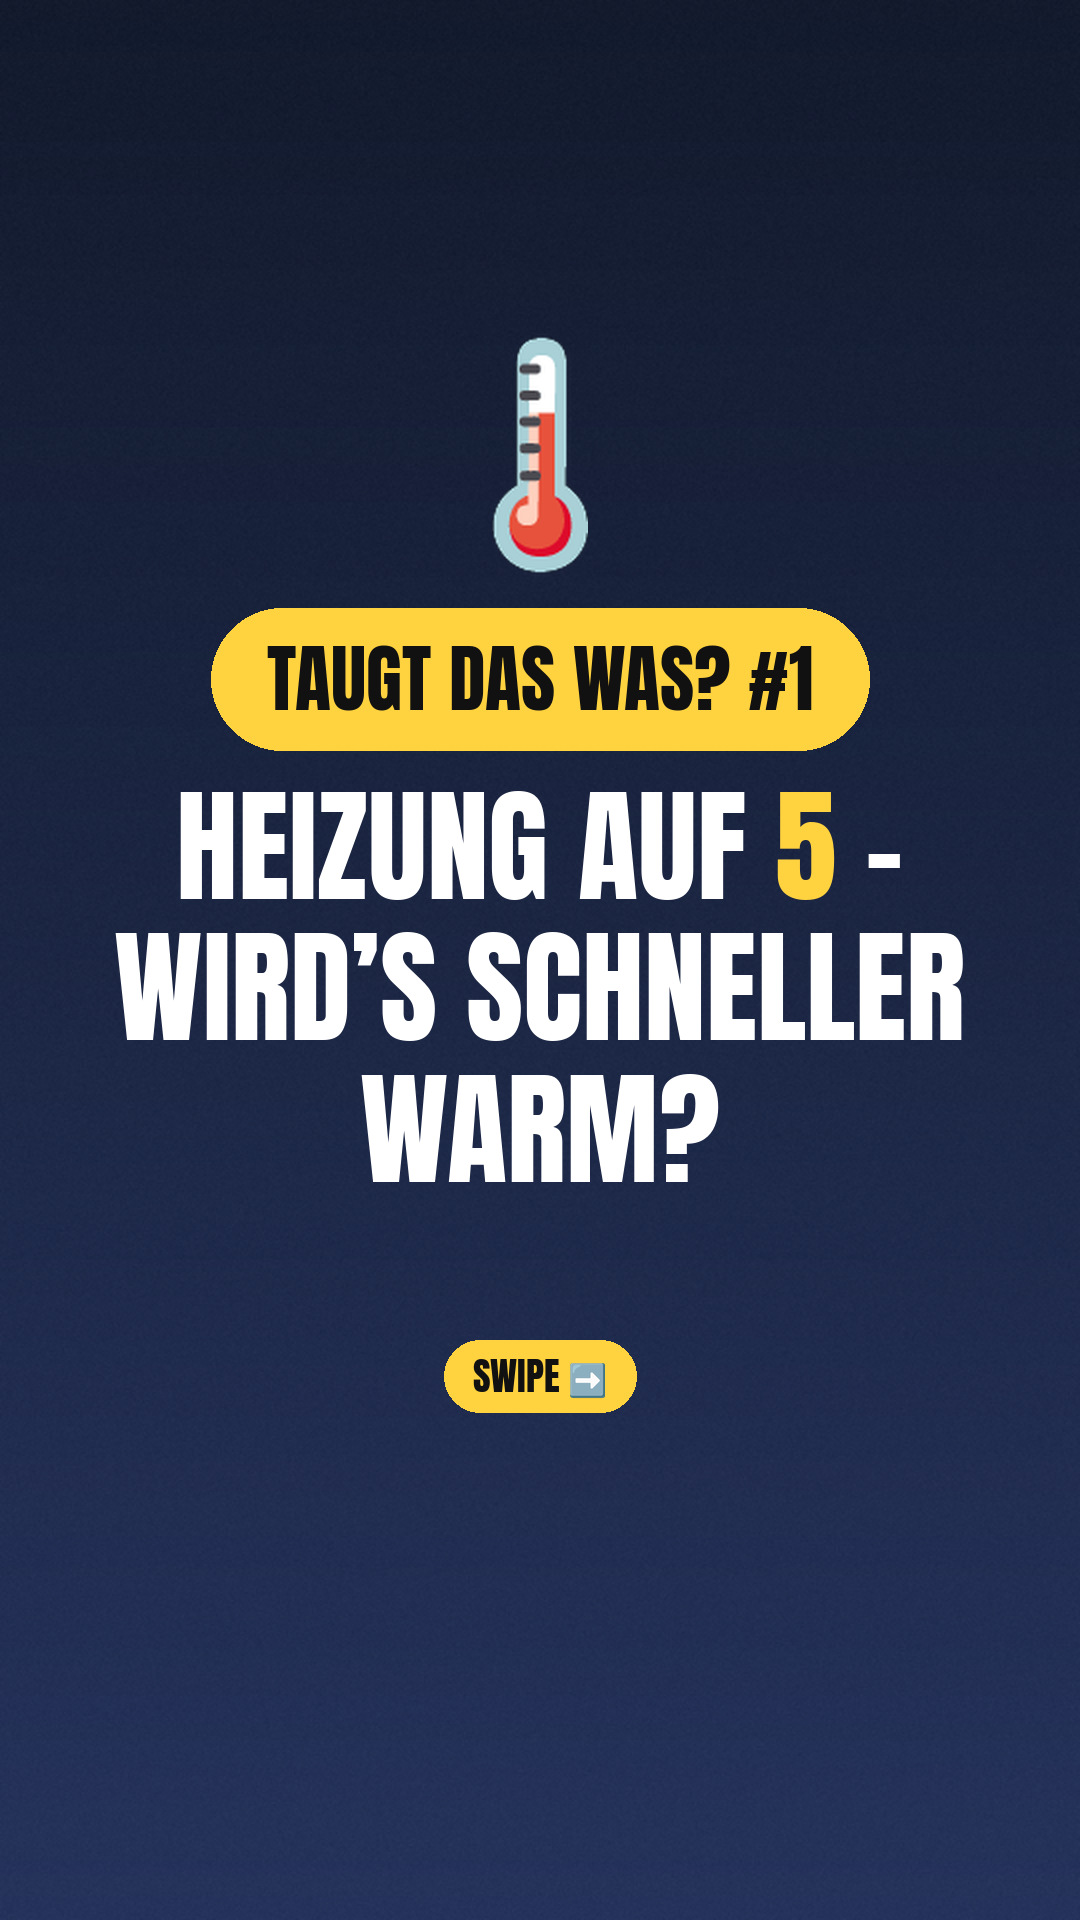 TAUGT DAS WAS? #1
HEIZUNG AUF 5 -
WIRD’S SCHNELLER
WARM?
SWIPE ➡️